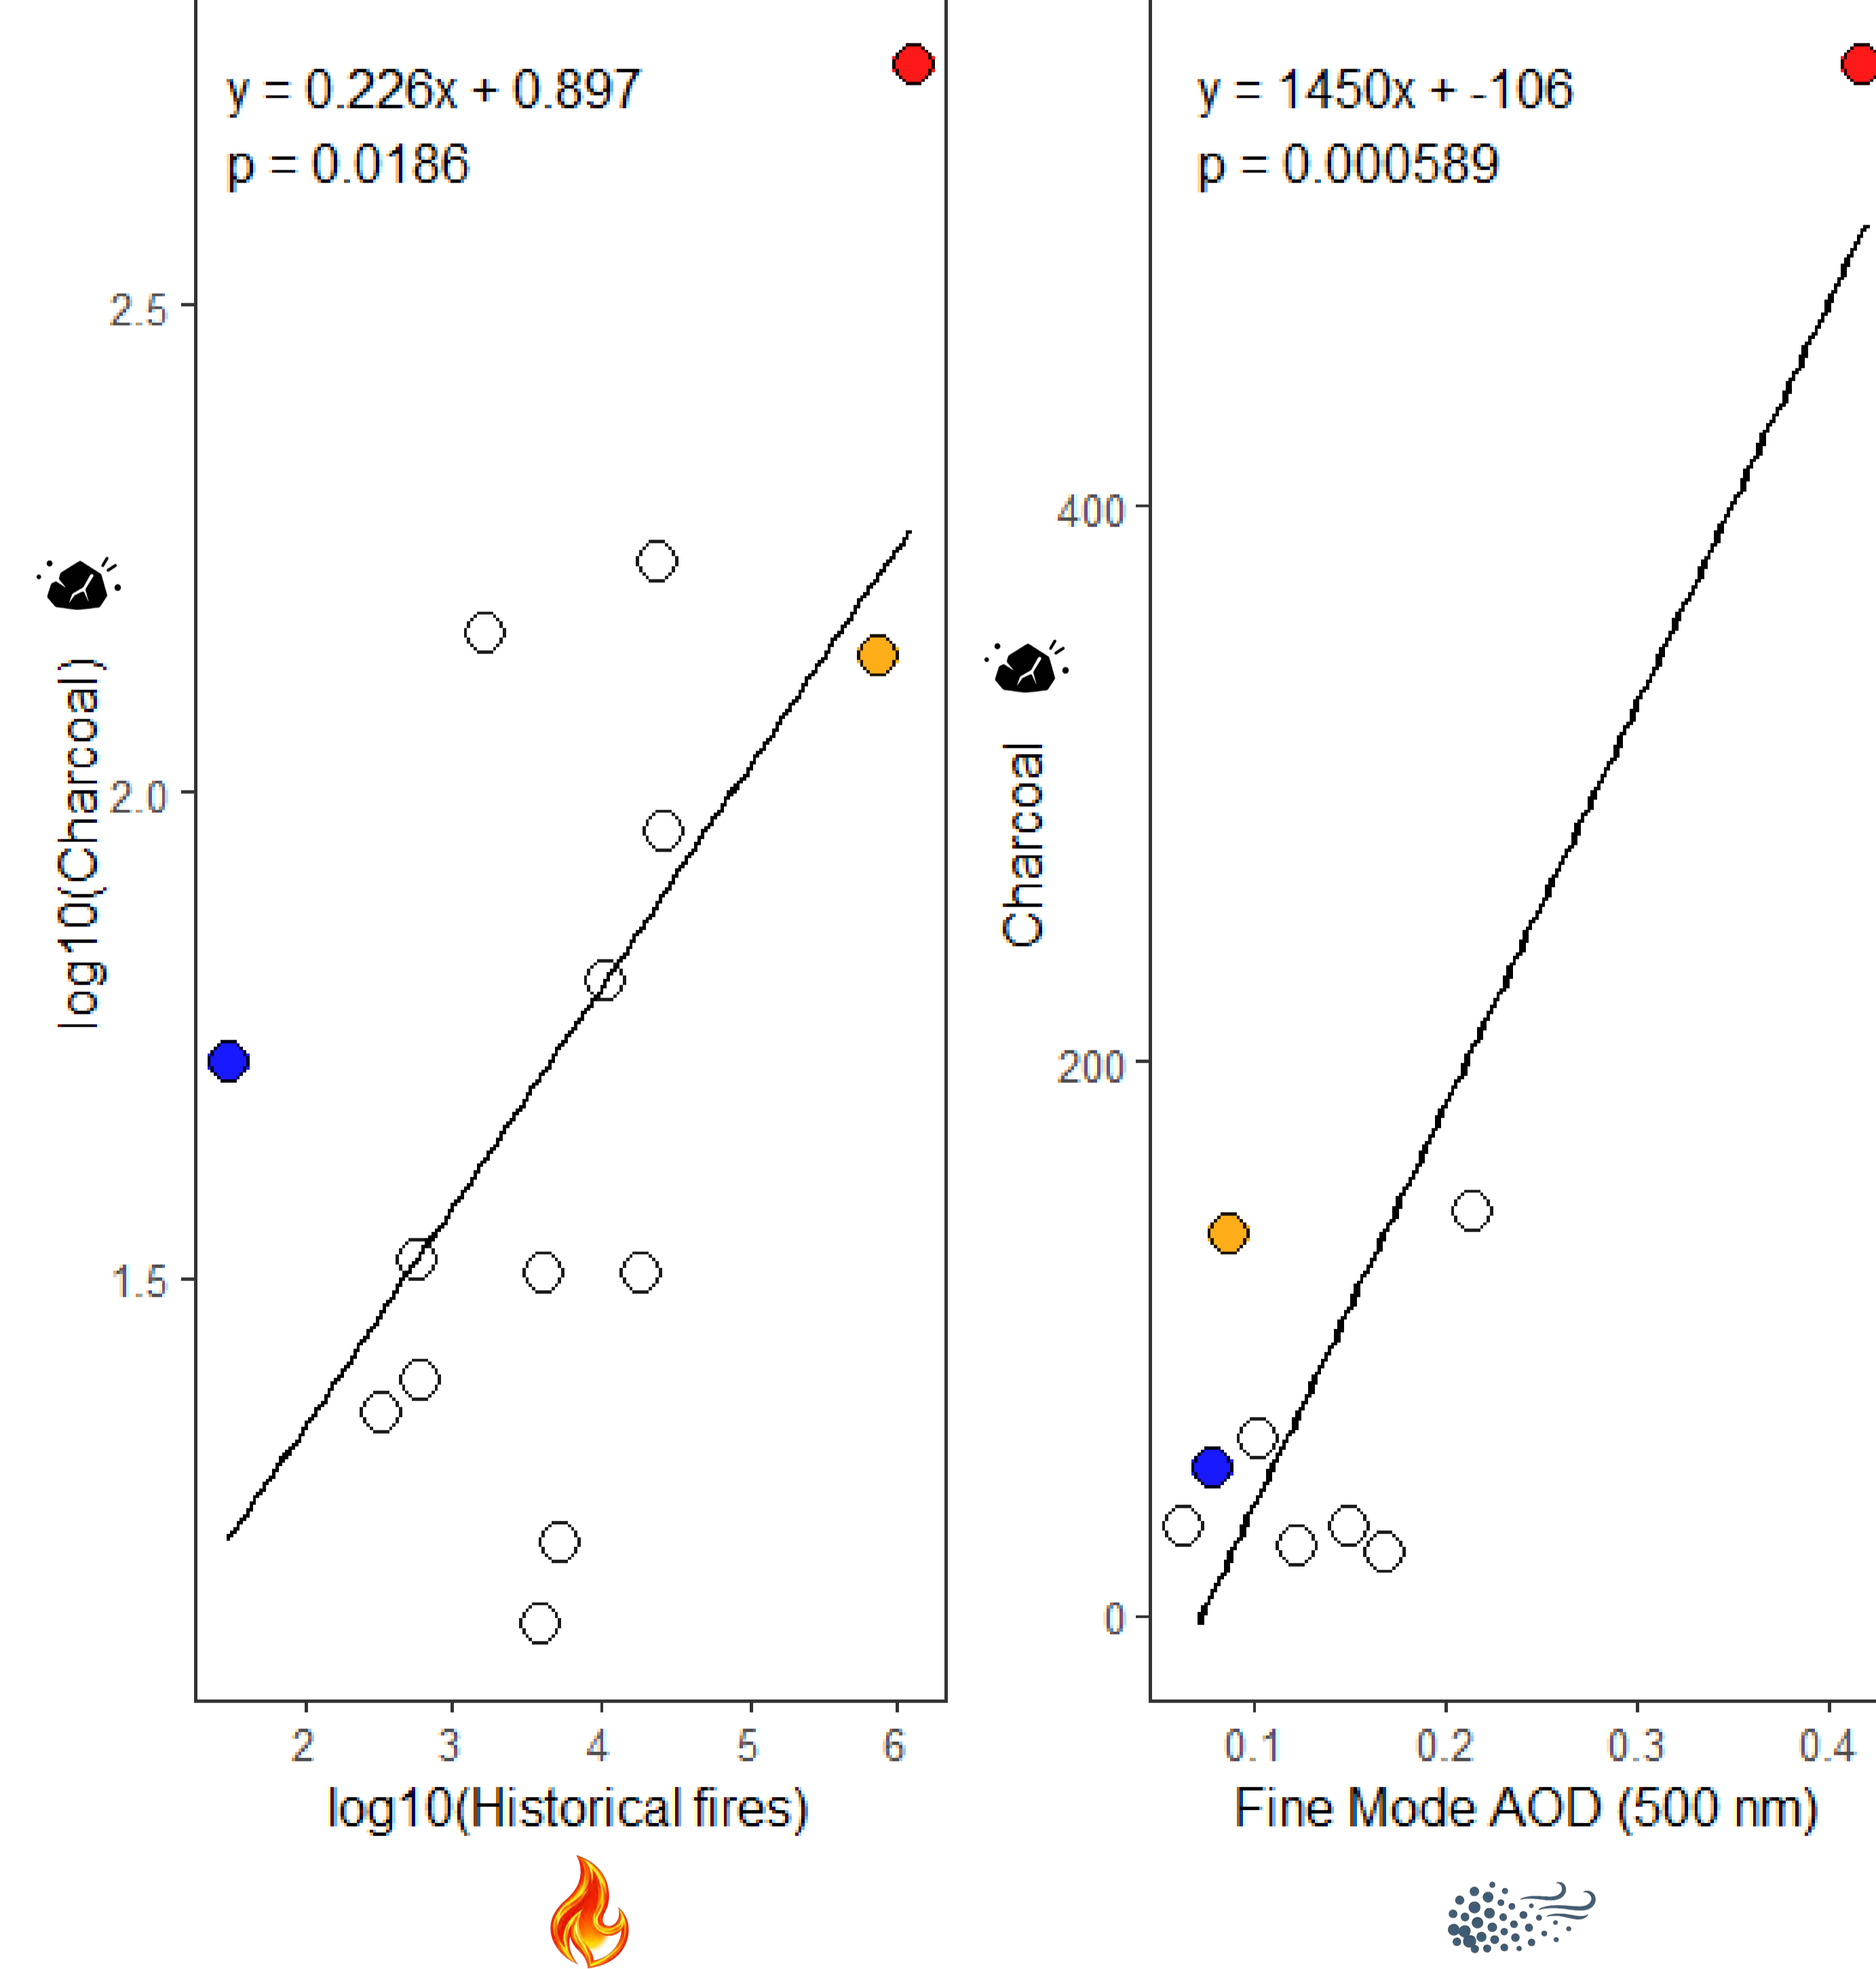 y = 0.226x + 0.897
p = 0.0186
2.5
2.0
1.5
log10(Charcoal)
2 3 4 5 6
log10(Historical fires)
y = 1450x + -106
p = 0.000589
400
200
0
Charcoal
0.1 0.2 0.3 0.4
Fine Mode AOD (500 nm)